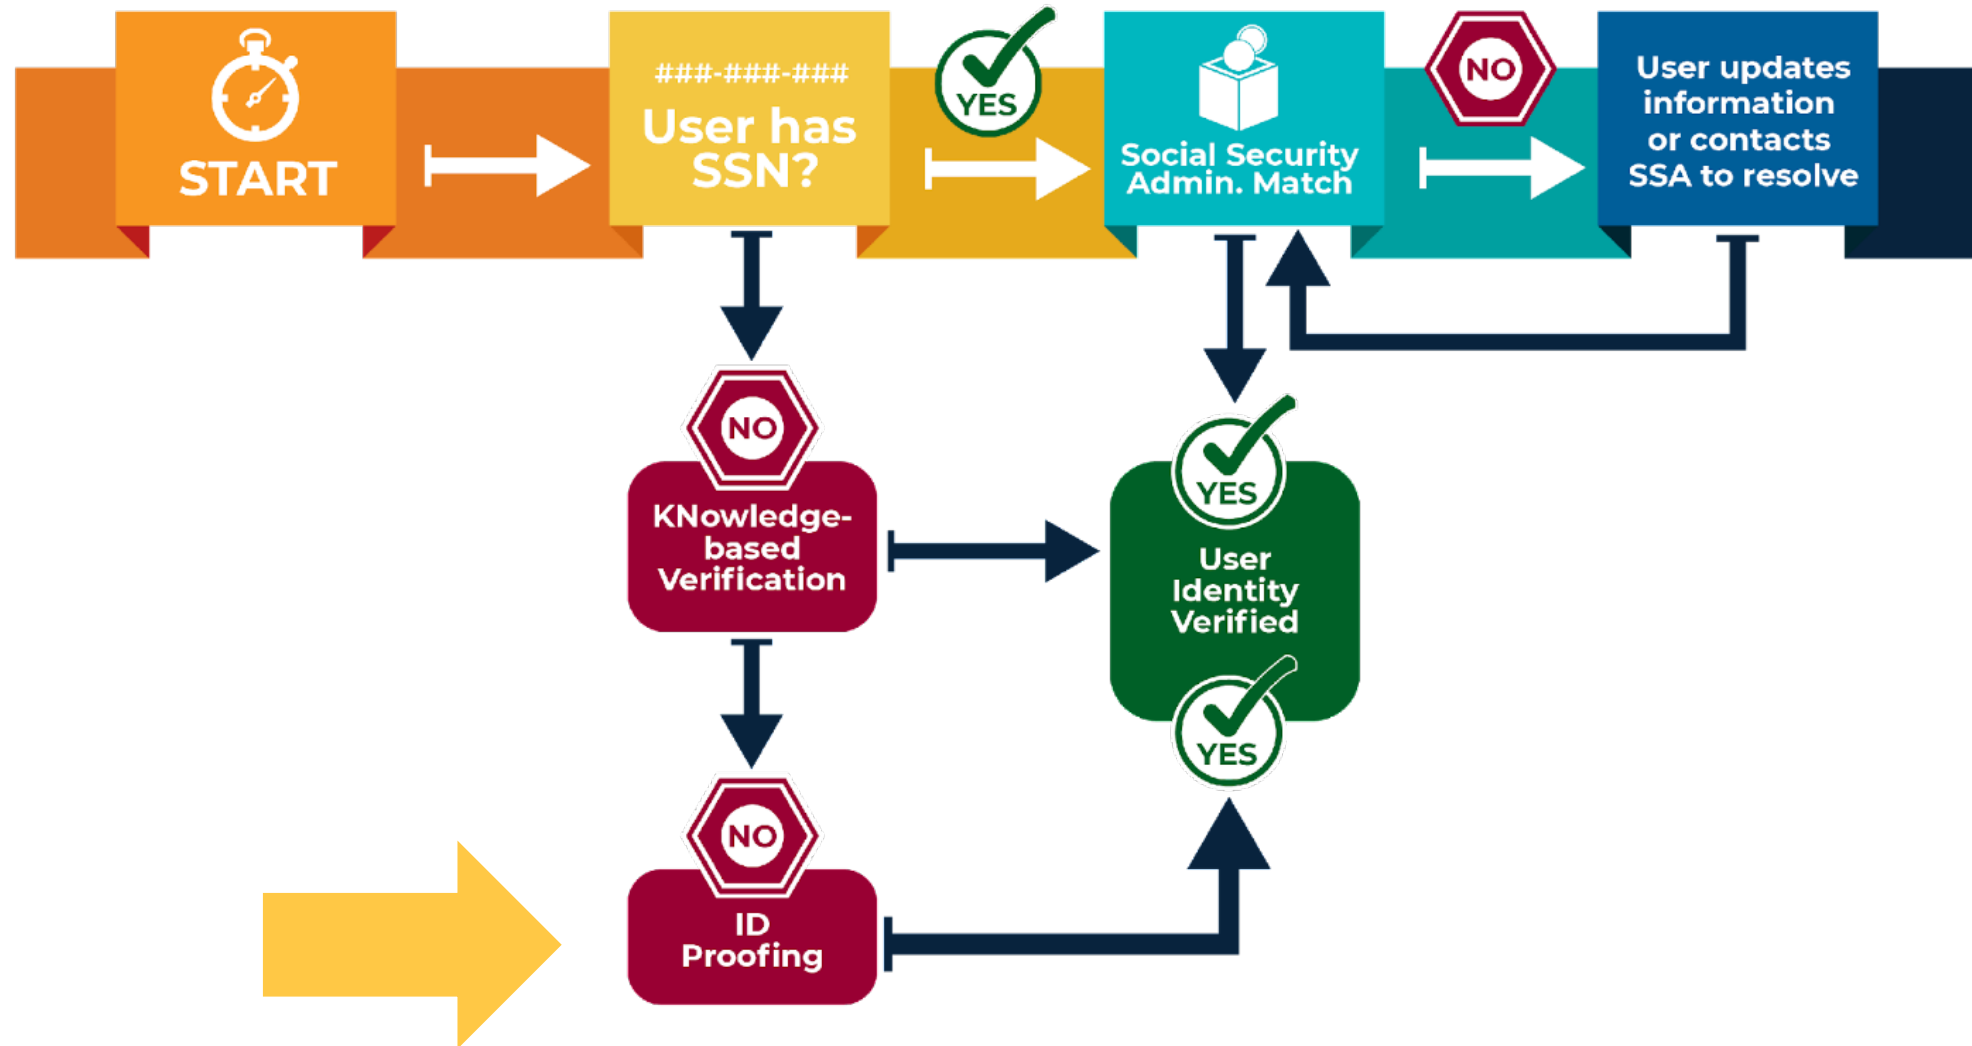 START
###-###-###
User has
SSN?
YES
Social Security
Admin. Match
NO
User updates
information
or contacts
SSA to resolve
NO
KNowledge-
based
Verification
YES
User
Identity
Verified
YES
NO
ID
Proofing